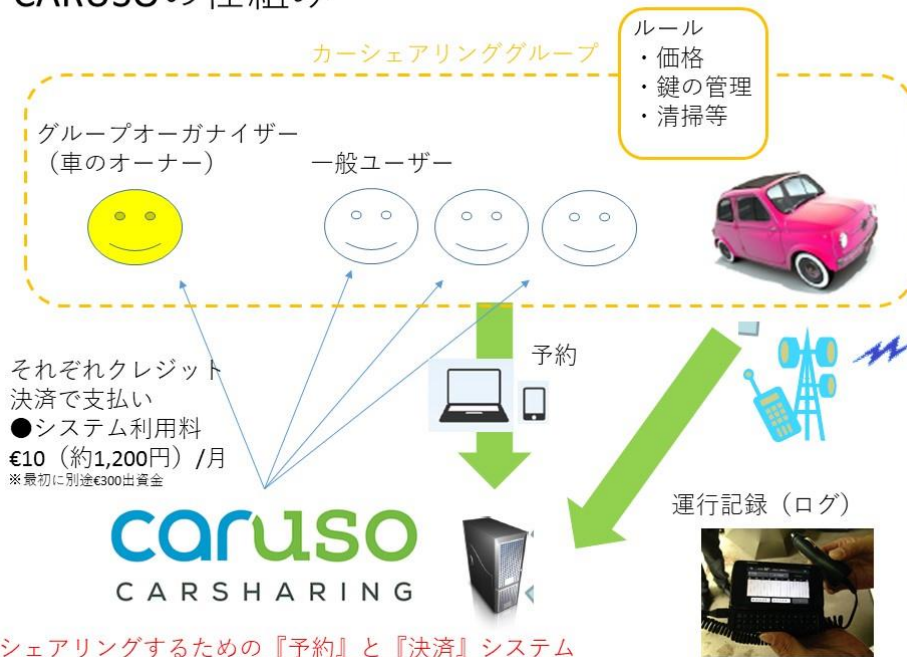 CARUSOの仕組み
ルール
・価格
・鍵の管理
・清掃等
カーシェアリンググループ
グループオーガナイザー
（車のオーナー）
一般ユーザー
予約
それぞれクレジット
決済で支払い
●システム利用料
€10（約1,200円）/月
※最初に別途€300出資金
運行記録（ログ）
caruso
CARSHARING
シェアリングするための『予約』と『決済』システム